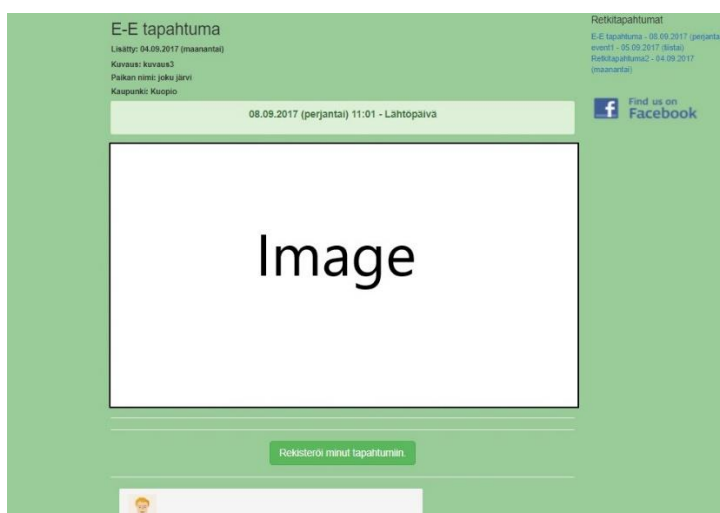 E-E tapahtuma
Lisätty: 04.09.2017 (maanantai)
Kuvaus: kuvaus3
Paikan nimi: joku järvi
Kaupunki: Kuopio
08.09.2017 (perjantai) 11:01 - Lähtöpäivä
Image
Rekisteröi minut tapahtumiin.
Retkitapahtumat
E-E tapahtuma - 08.09.2017 (perjanta
event1 - 05.09.2017 (tiistai)
Retkitapahtuma2 - 04.09.2017
(maanantai)
Find us on
Facebook